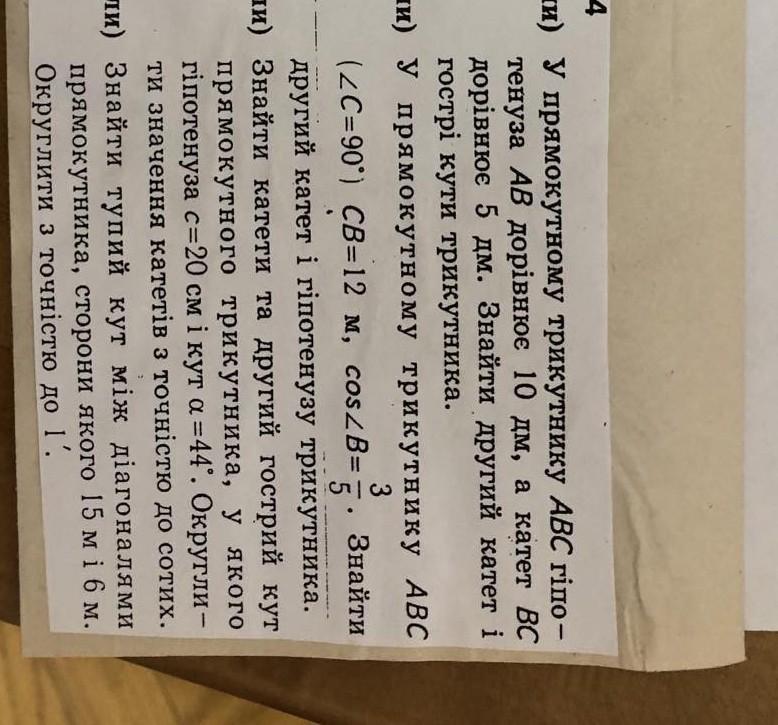 4
и) У прямокутному трикутнику ABC гіпо–
тенуза AB дорівнює 10 дм, а катет BC
дорівнює 5 дм. Знайти другий катет і
гострі кути трикутника.
и) У прямокутному трикутнику ABC
(∠C=90°) CB=12 м, cos∠B=3/5. Знайти
другий катет і гіпотенузу трикутника.
и) Знайти катети та другий гострий кут
прямокутного трикутника, у якого
гіпотенуза c=20 см і кут α=44°. Округли–
ти значення катетів з точністю до сотих.
ли) Знайти тупий кут між діагоналями
прямокутника, сторони якого 15 м і 6 м.
Округлити з точністю до 1′.